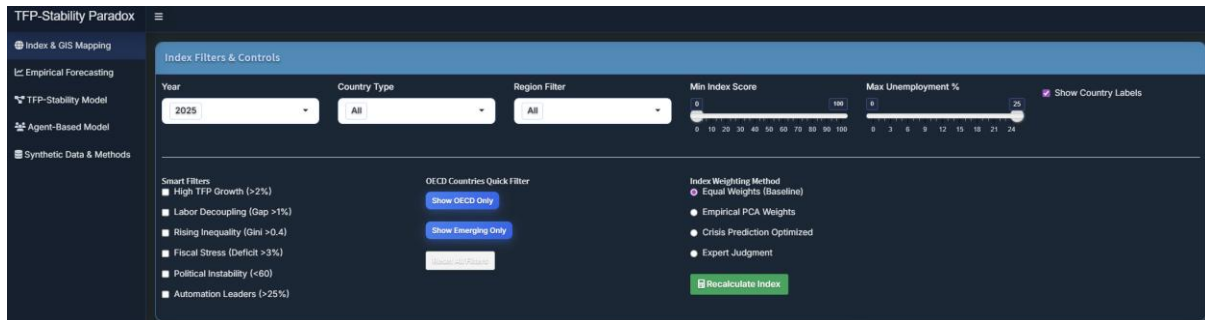 TFP-Stability Paradox
Index & GIS Mapping
Empirical Forecasting
TFP-Stability Model
Agent-Based Model
Synthetic Data & Methods
Index Filters & Controls
Year
2025
Country Type
All
Region Filter
All
Min Index Score
0 100
0 10 20 30 40 50 60 70 80 90 100
Max Unemployment %
0 25
0 3 6 9 12 15 18 21 24
Show Country Labels
Smart Filters
High TFP Growth (>2%)
Labor Decoupling (Gap >1%)
Rising Inequality (Gini >0.4)
Fiscal Stress (Deficit >3%)
Political Instability (<60)
Automation Leaders (>25%)
OECD Countries Quick Filter
Show OECD Only
Show Emerging Only
Reset All Filters
Index Weighting Method
Equal Weights (Baseline)
Empirical PCA Weights
Crisis Prediction Optimized
Expert Judgment
Recalculate Index